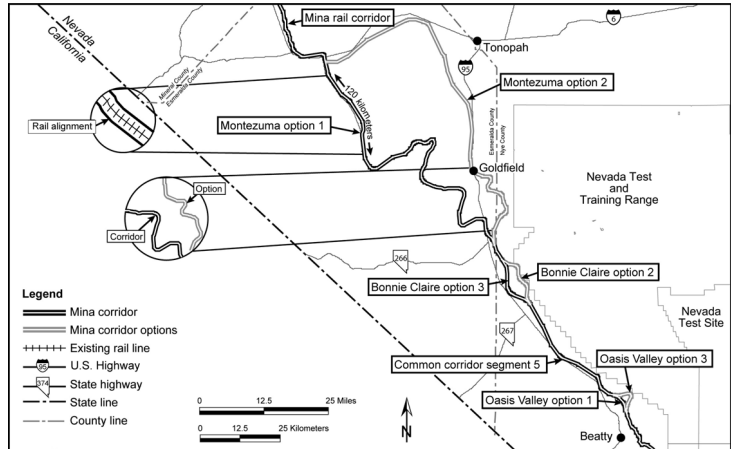 Mina rail corridor
6
Nevada
California
Tonopah
95
Mineral County
Esmeralda County
Montezuma option 2
120 kilometers
Rail alignment
Montezuma option 1
Esmeralda County
Nye County
Goldfield
Nevada Test
and
Training Range
Option
Corridor
266
Bonnie Claire option 2
Bonnie Claire option 3
Legend
Mina corridor
Mina corridor options
Existing rail line
95
U.S. Highway
374
State highway
State line
County line
Nevada
Test Site
267
Common corridor segment 5
Oasis Valley option 3
Oasis Valley option 1
Beatty
0 12.5 25 Miles
0 12.5 25 Kilometers
N